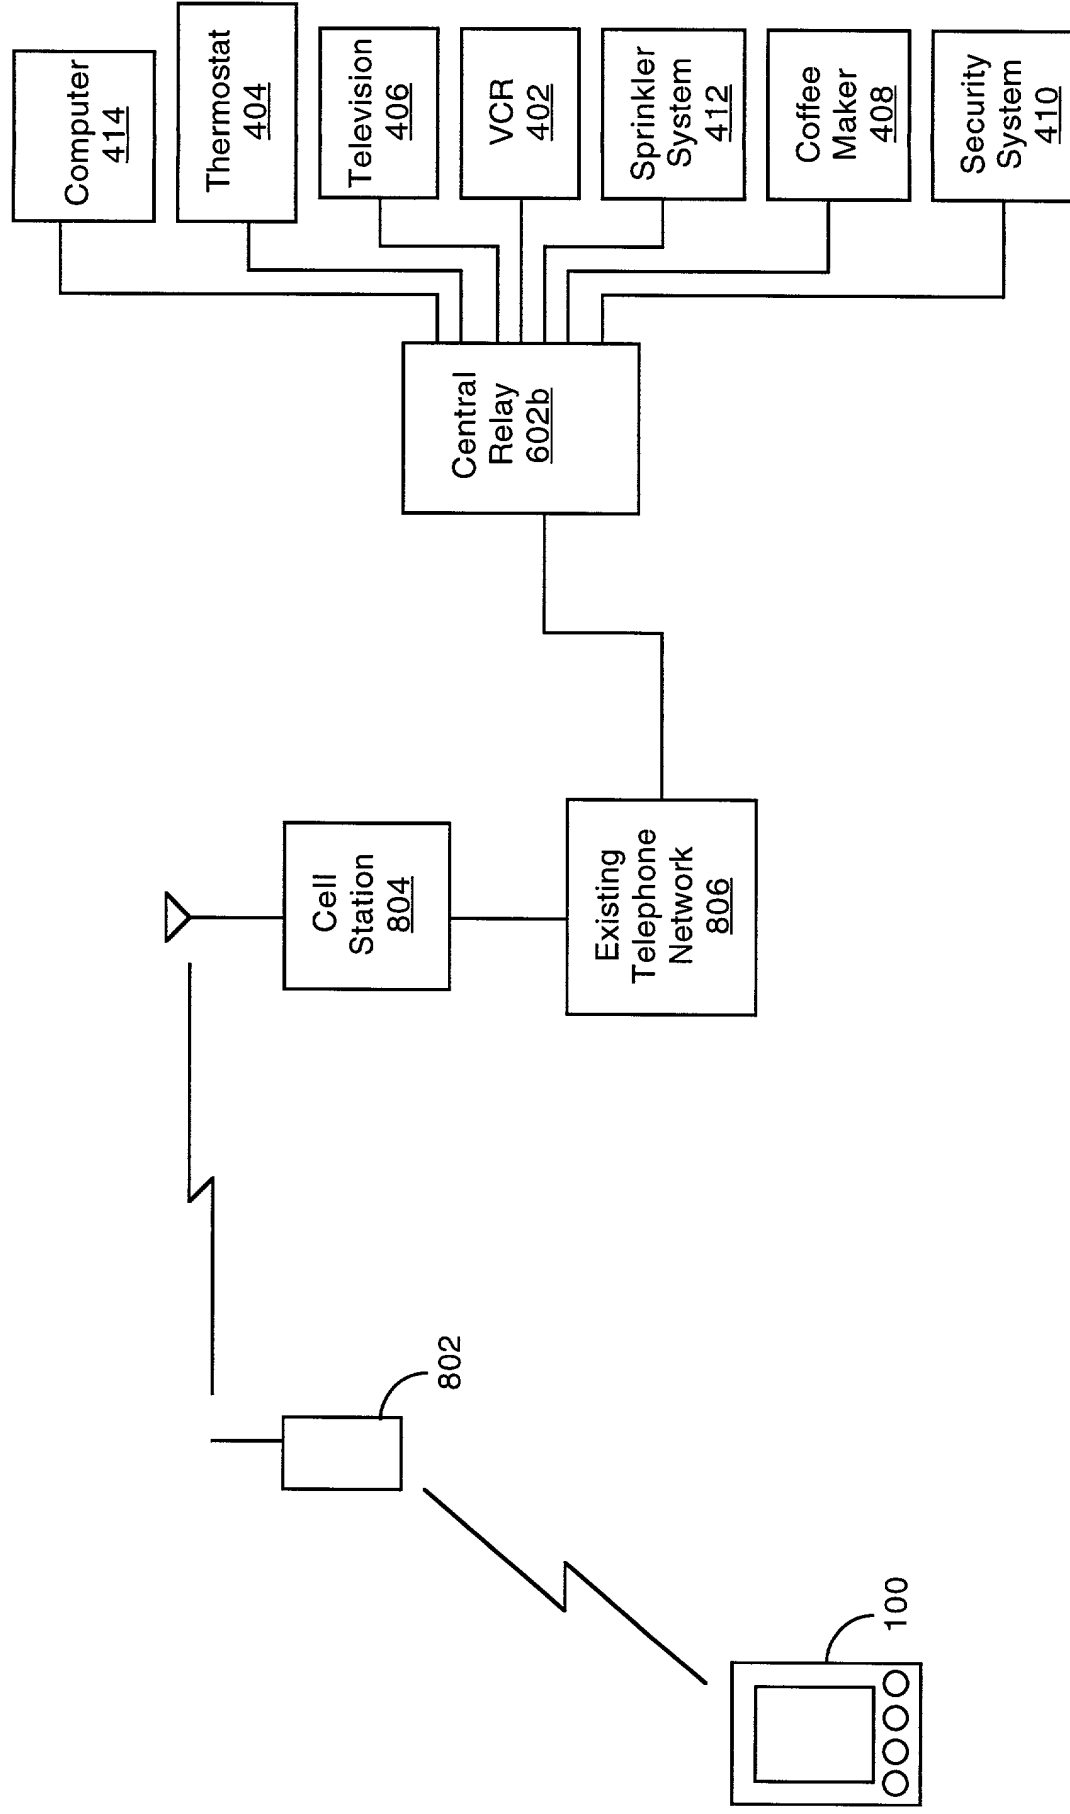 Computer
414
Thermostat
404
Television
406
VCR
402
Sprinkler
System
412
Coffee
Maker
408
Security
System
410
Central
Relay
602b
Cell
Station
804
Existing
Telephone
Network
806
802
100